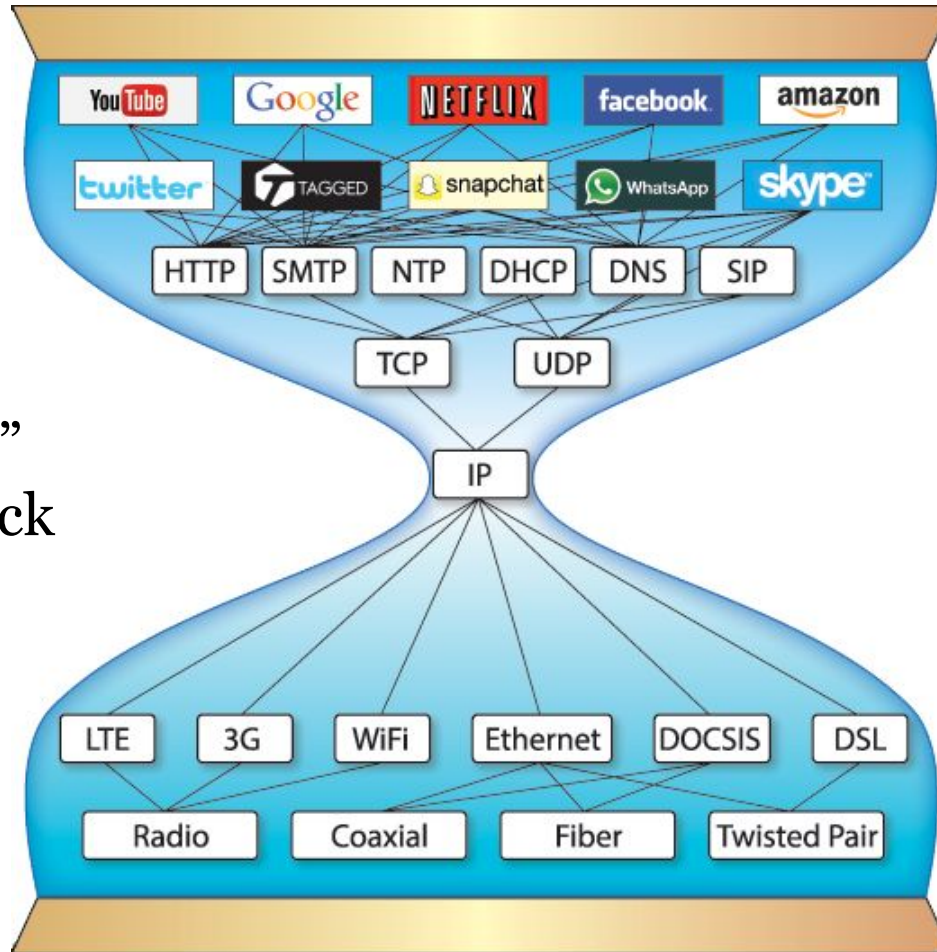 YouTube Google NETFLIX facebook amazon
twitter TAGGED snapchat WhatsApp skype
HTTP SMTP NTP DHCP DNS SIP
TCP UDP
”
IP
ck
LTE 3G WiFi Ethernet DOCSIS DSL
Radio Coaxial Fiber Twisted Pair